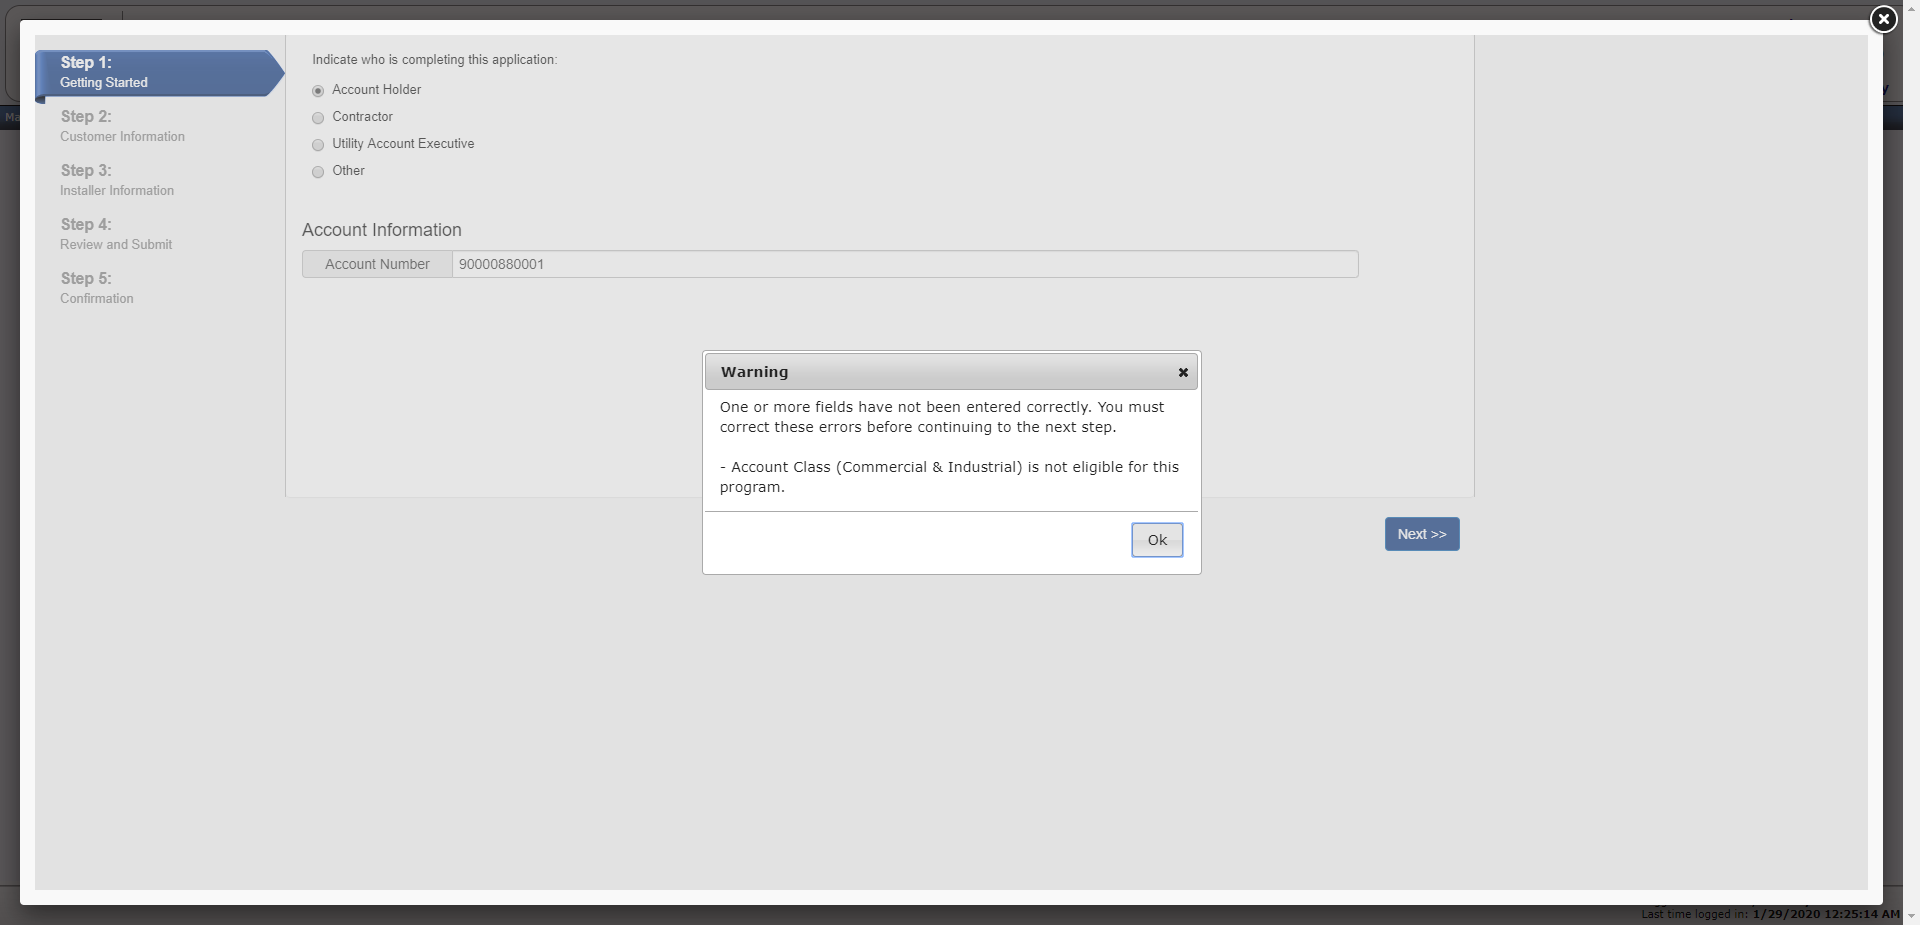 Step 1:
Getting Started
Step 2:
Customer Information
Step 3:
Installer Information
Step 4:
Review and Submit
Step 5:
Confirmation
Indicate who is completing this application:
Account Holder
Contractor
Utility Account Executive
Other
Account Information
Account Number 90000880001
Warning
One or more fields have not been entered correctly. You must
correct these errors before continuing to the next step.
- Account Class (Commercial & Industrial) is not eligible for this
program.
Ok
Next >>
Last time logged in: 1/29/2020 12:25:14 AM